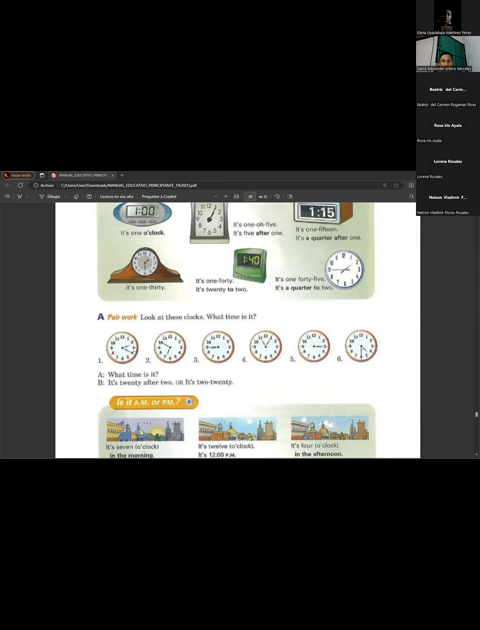 Elena Guadalupe Martinez Perez
Beatriz del Carm...
Beatriz del Carmen Rugamas Rivas
Rosa Iris Ayala
Rosa Iris Ayala
Lorena Rosales
Lorena Rosales
Nelson Vladimir F...
Nelson Vladimir Flores Rosales
Iniciar sesión
MANUAL_EDUCATIVO_PRINCIPIANTE
Archivo
C:/Users/User/Downloads/MANUAL_EDUCATIVO_PRINCIPIANTE
Dibujar
Lectura en voz alta
Preguntar a Copilot
1:00
1:15
It's one o'clock.
It's one-oh-five.
It's five after one.
It's one-fifteen.
It's a quarter after one.
1:40
It's one-thirty.
It's one-forty.
It's twenty to two.
It's one forty-five.
It's a quarter to two.
A Pair work Look at these clocks. What time is it?
1. 2. 3. 4. 5. 6.
A: What time is it?
B: It's twenty after two. OR It's two-twenty.
Is it A.M. or P.M.?
It's seven (o'clock)
in the morning.
It's twelve (o'clock).
It's 12:00 P.M.
It's four (o'clock)
in the afternoon.